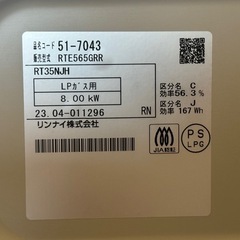 品名コード 51-7043
販売型式 RTE565GRR
RT35NJH
LPガス用
8.00 kW
23.04-011296
RN
リンナイ株式会社
区分名 C
効率56.3 %
区分名 J
効率 167 Wh
JIA
PS
LPG